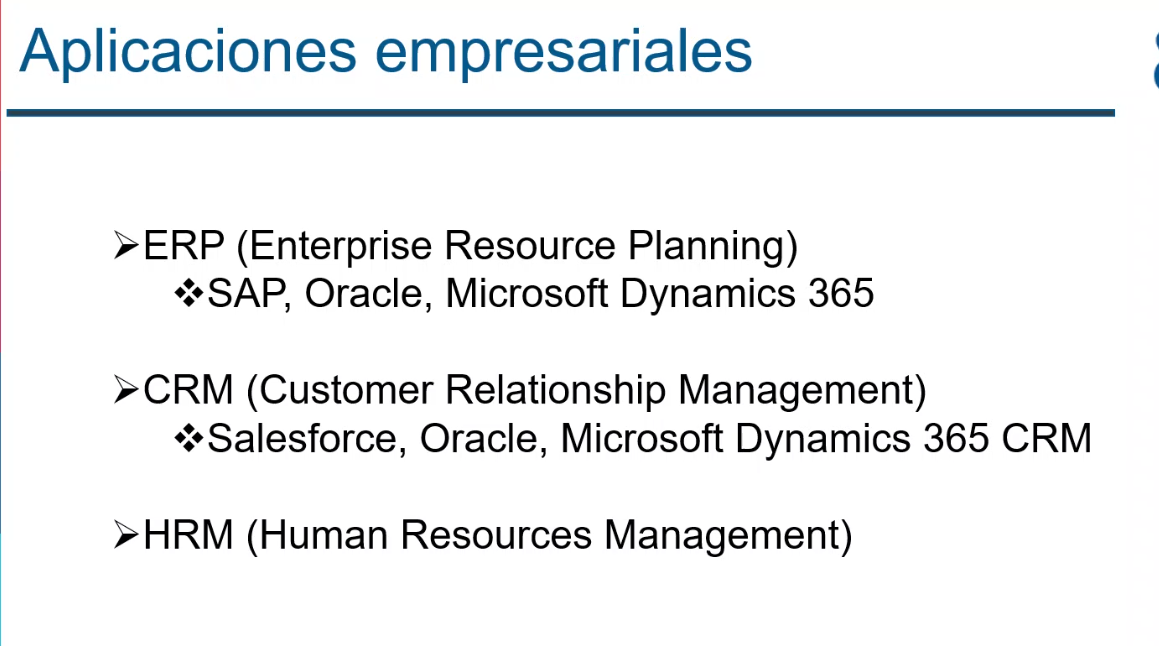 Aplicaciones empresariales
➢ERP (Enterprise Resource Planning)
❖SAP, Oracle, Microsoft Dynamics 365
➢CRM (Customer Relationship Management)
❖Salesforce, Oracle, Microsoft Dynamics 365 CRM
➢HRM (Human Resources Management)